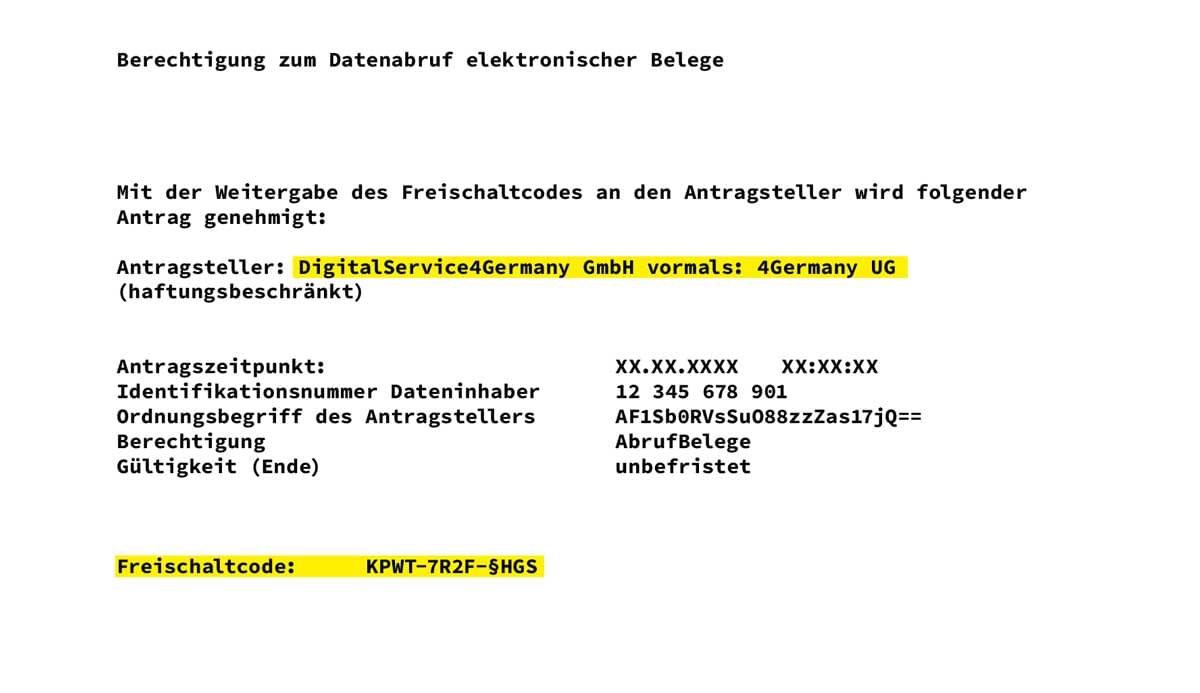 Berechtigung zum Datenabruf elektronischer Belege
Mit der Weitergabe des Freischaltcodes an den Antragsteller wird folgender
Antrag genehmigt:
Antragsteller: DigitalService4Germany GmbH vormals: 4Germany UG
(haftungsbeschränkt)
Antragszeitpunkt: XX.XX.XXXX XX:XX:XX
Identifikationsnummer Dateninhaber 12 345 678 901
Ordnungsbegriff des Antragstellers AF1Sb0RVsSuO88zzZas17jQ==
Berechtigung AbrufBelege
Gültigkeit (Ende) unbefristet
Freischaltcode: KPWT-7R2F-§HGS